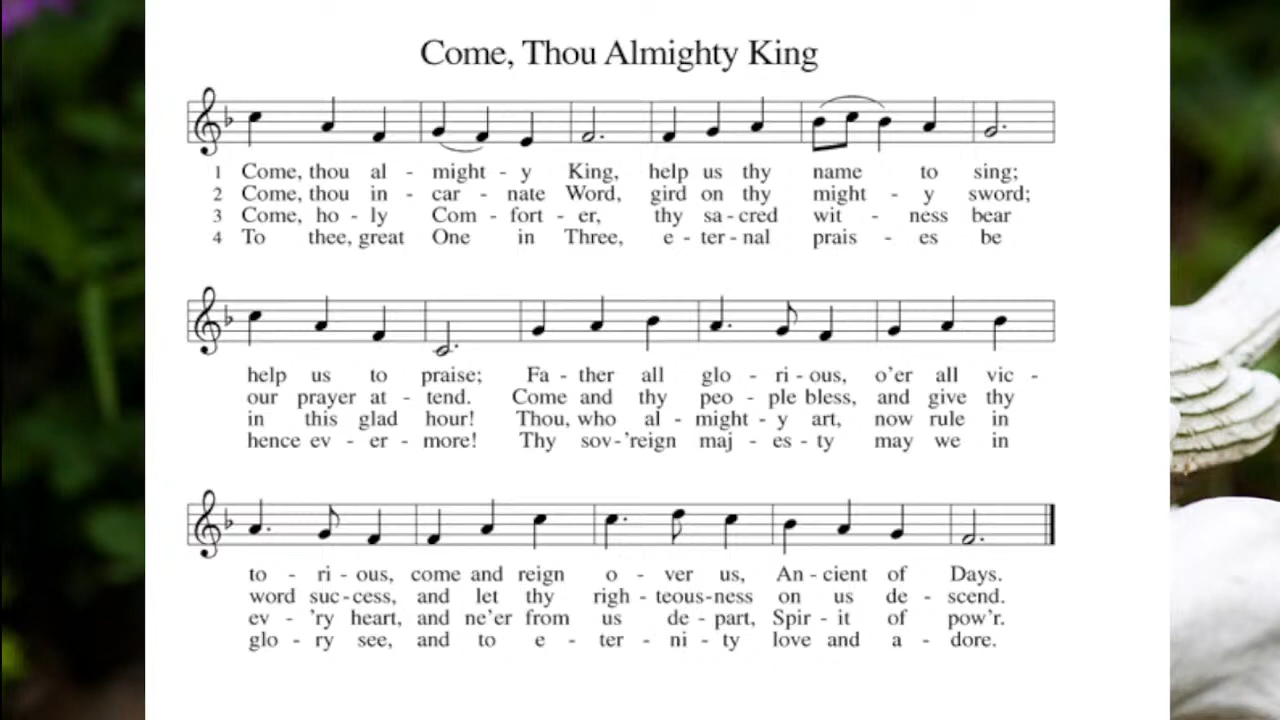 Come, Thou Almighty King
1 Come, thou al - might - y King, help us thy name to sing;
2 Come, thou in - car - nate Word, gird on thy might - y sword;
3 Come, ho - ly Com - fort - er, thy sa - cred wit - ness bear
4 To thee, great One in Three, e - ter - nal prais - es be
help us to praise; Fa - ther all glo - ri - ous, o'er all vic -
our prayer at - tend. Come and thy peo - ple bless, and give thy
in this glad hour! Thou, who al - might - y art, now rule in
hence ev - er - more! Thy sov - 'reign maj - es - ty may we in
to - ri - ous, come and reign o - ver us, An - cient of Days.
word suc - cess, and let thy righ - teous - ness on us de - scend.
ev - 'ry heart, and ne'er from us de - part, Spir - it of pow'r.
glo - ry see, and to e - ter - ni - ty love and a - dore.